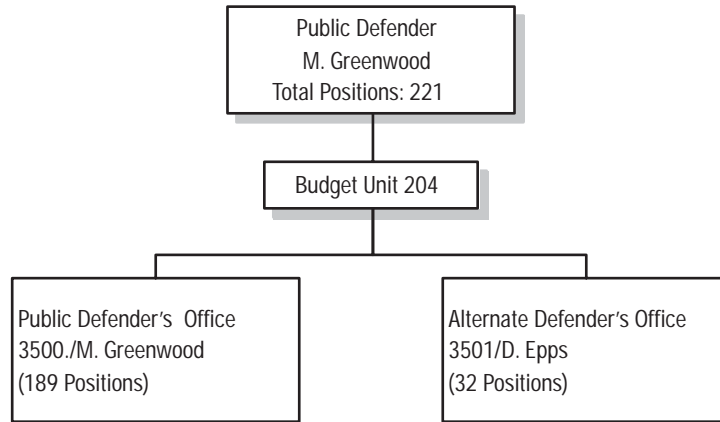 Public Defender
M. Greenwood
Total Positions: 221
Budget Unit 204
Public Defender's Office
3500./M. Greenwood
(189 Positions)
Alternate Defender's Office
3501/D. Epps
(32 Positions)